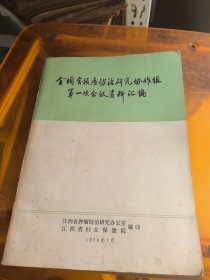 全国宫颈癌防治研究协作组
第一次会议资料汇编
江西省肿瘤防治研究办公室
江西省妇女保健院 编印
1978年1月